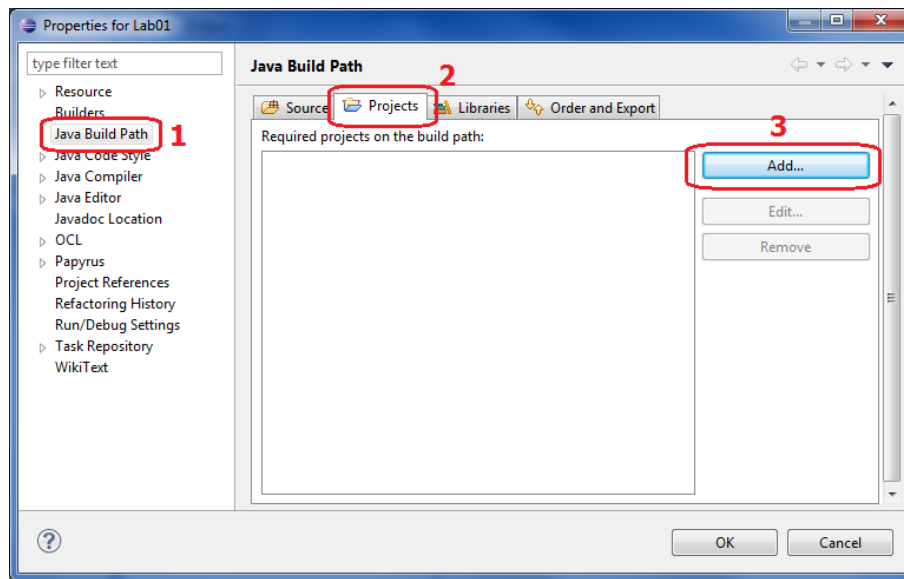 Properties for Lab01
type filter text
Resource
Builders
Java Build Path
1
Java Code Style
Java Compiler
Java Editor
Javadoc Location
OCL
Papyrus
Project References
Refactoring History
Run/Debug Settings
Task Repository
WikiText
Java Build Path
2
Source Projects Libraries Order and Export
Required projects on the build path:
3
Add...
Edit...
Remove
OK Cancel